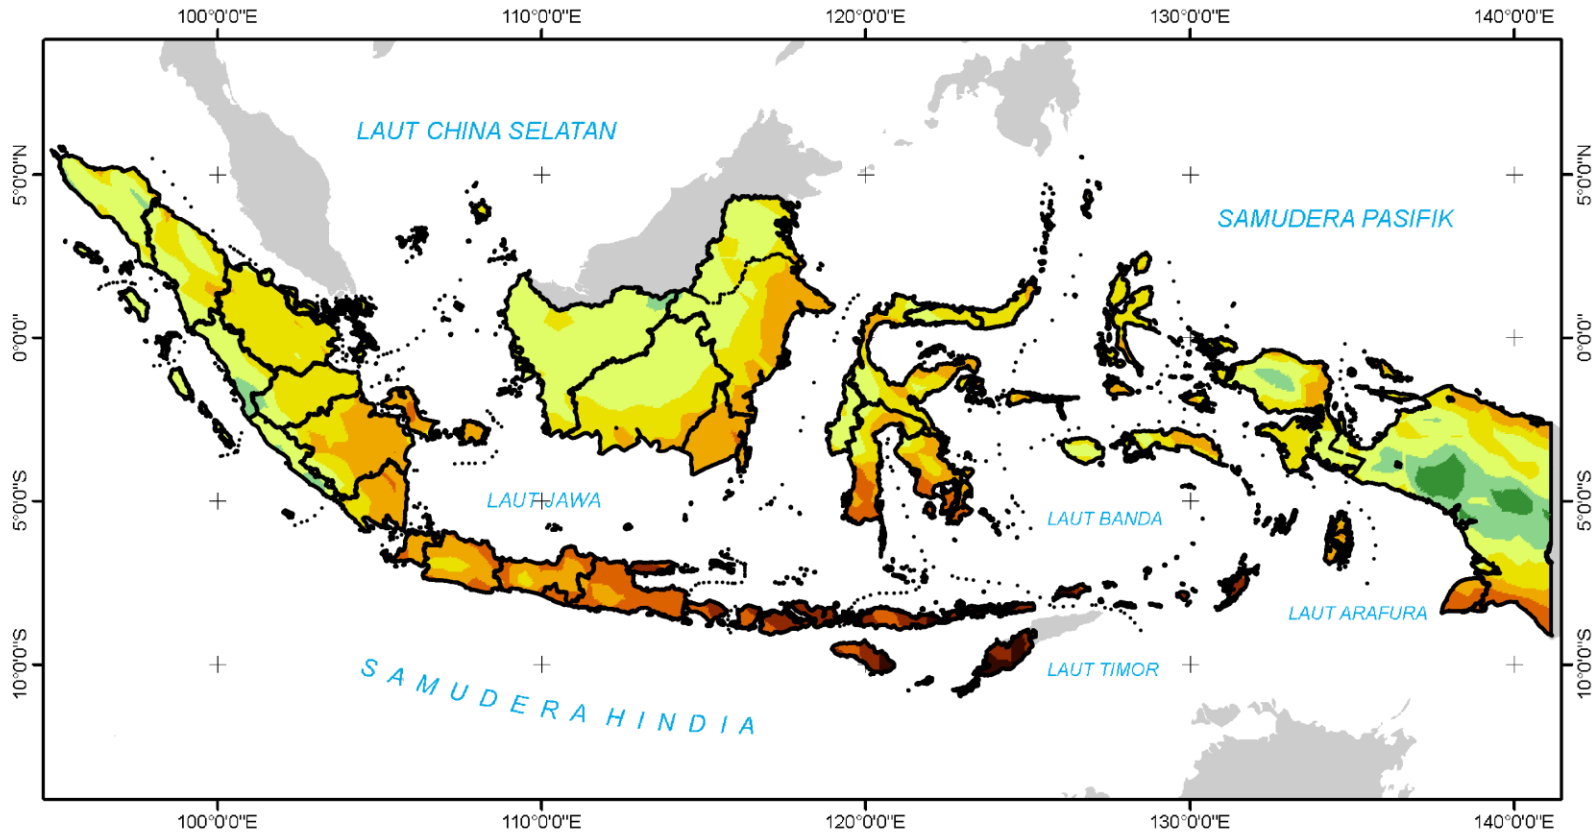 100°0'0"E 110°0'0"E 120°0'0"E 130°0'0"E 140°0'0"E
LAUT CHINA SELATAN
5°0'0"N 5°0'0"N
SAMUDERA PASIFIK
0°0'0" 0°0'0"
LAUT JAWA
LAUT BANDA
5°0'0"S 5°0'0"S
LAUT ARAFURA
LAUT TIMOR
10°0'0"S 10°0'0"S
SAMUDERA HINDIA
100°0'0"E 110°0'0"E 120°0'0"E 130°0'0"E 140°0'0"E